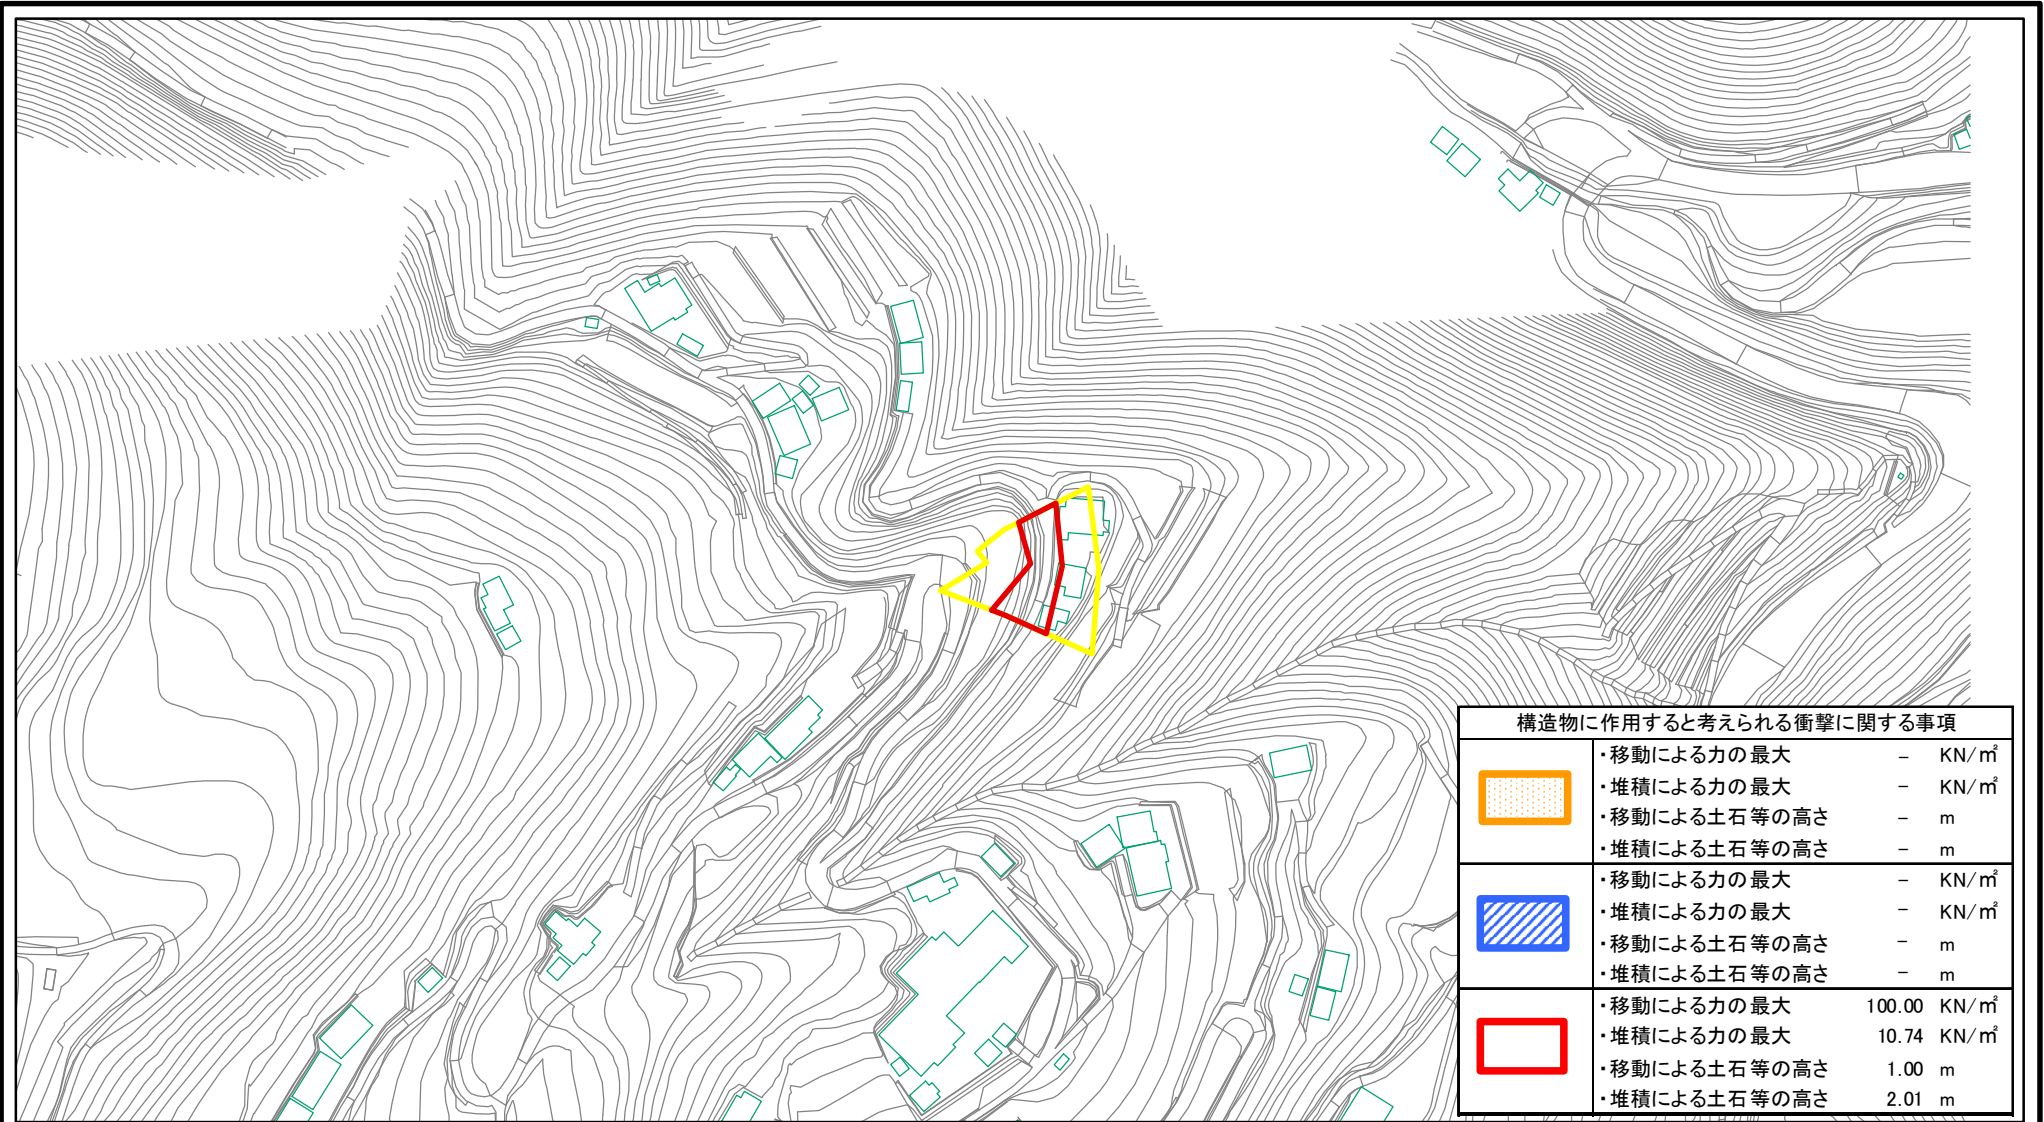 構造物に作用すると考えられる衝撃に関する事項
・移動による力の最大 － KN/㎡
・堆積による力の最大 － KN/㎡
・移動による土石等の高さ － m
・堆積による土石等の高さ － m
・移動による力の最大 － KN/㎡
・堆積による力の最大 － KN/㎡
・移動による土石等の高さ － m
・堆積による土石等の高さ － m
・移動による力の最大 100.00 KN/㎡
・堆積による力の最大 10.74 KN/㎡
・移動による土石等の高さ 1.00 m
・堆積による土石等の高さ 2.01 m